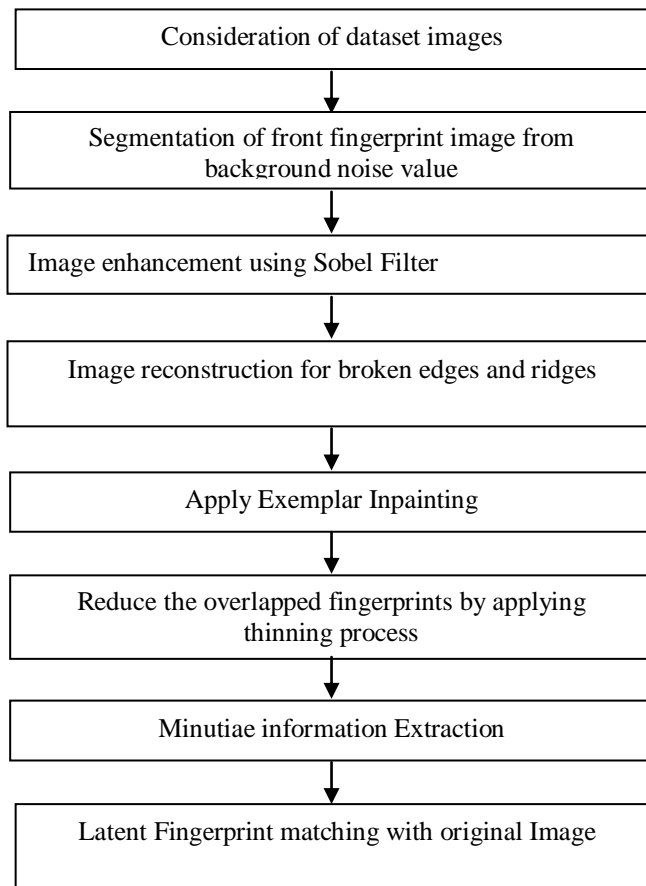 Consideration of dataset images
Segmentation of front fingerprint image from
background noise value
Image enhancement using Sobel Filter
Image reconstruction for broken edges and ridges
Apply Exemplar Inpainting
Reduce the overlapped fingerprints by applying
thinning process
Minutiae information Extraction
Latent Fingerprint matching with original Image